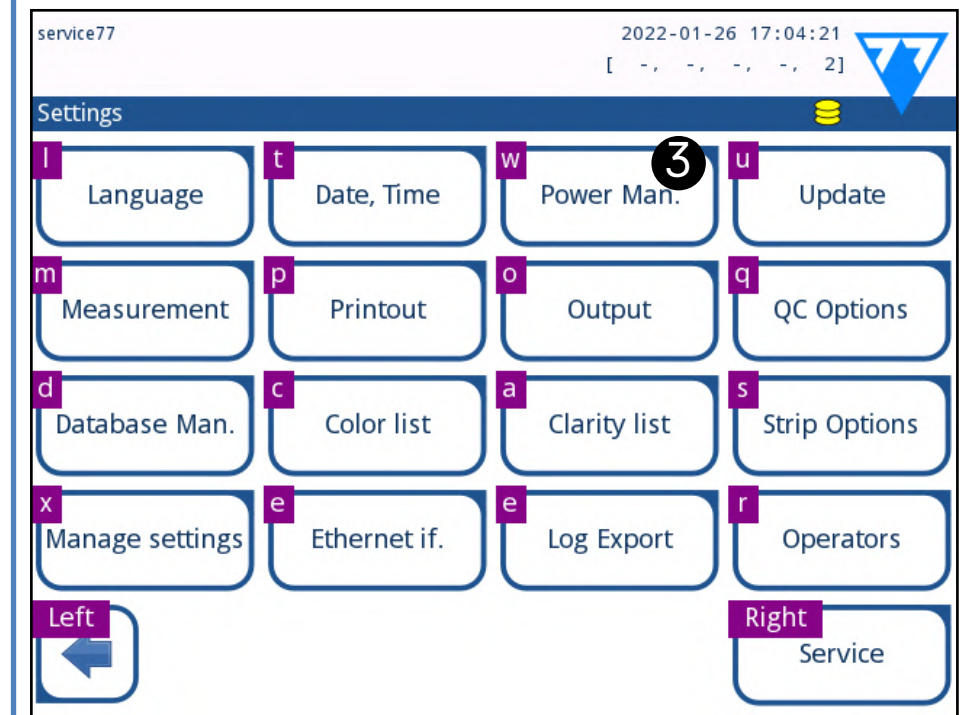 service77
2022-01-26 17:04:21
[ -, -, -, -, 2]
77
Settings
l t w 3 u
Language Date, Time Power Man. Update
m p o q
Measurement Printout Output QC Options
d c a s
Database Man. Color list Clarity list Strip Options
x e e r
Manage settings Ethernet if. Log Export Operators
Left Right
Service